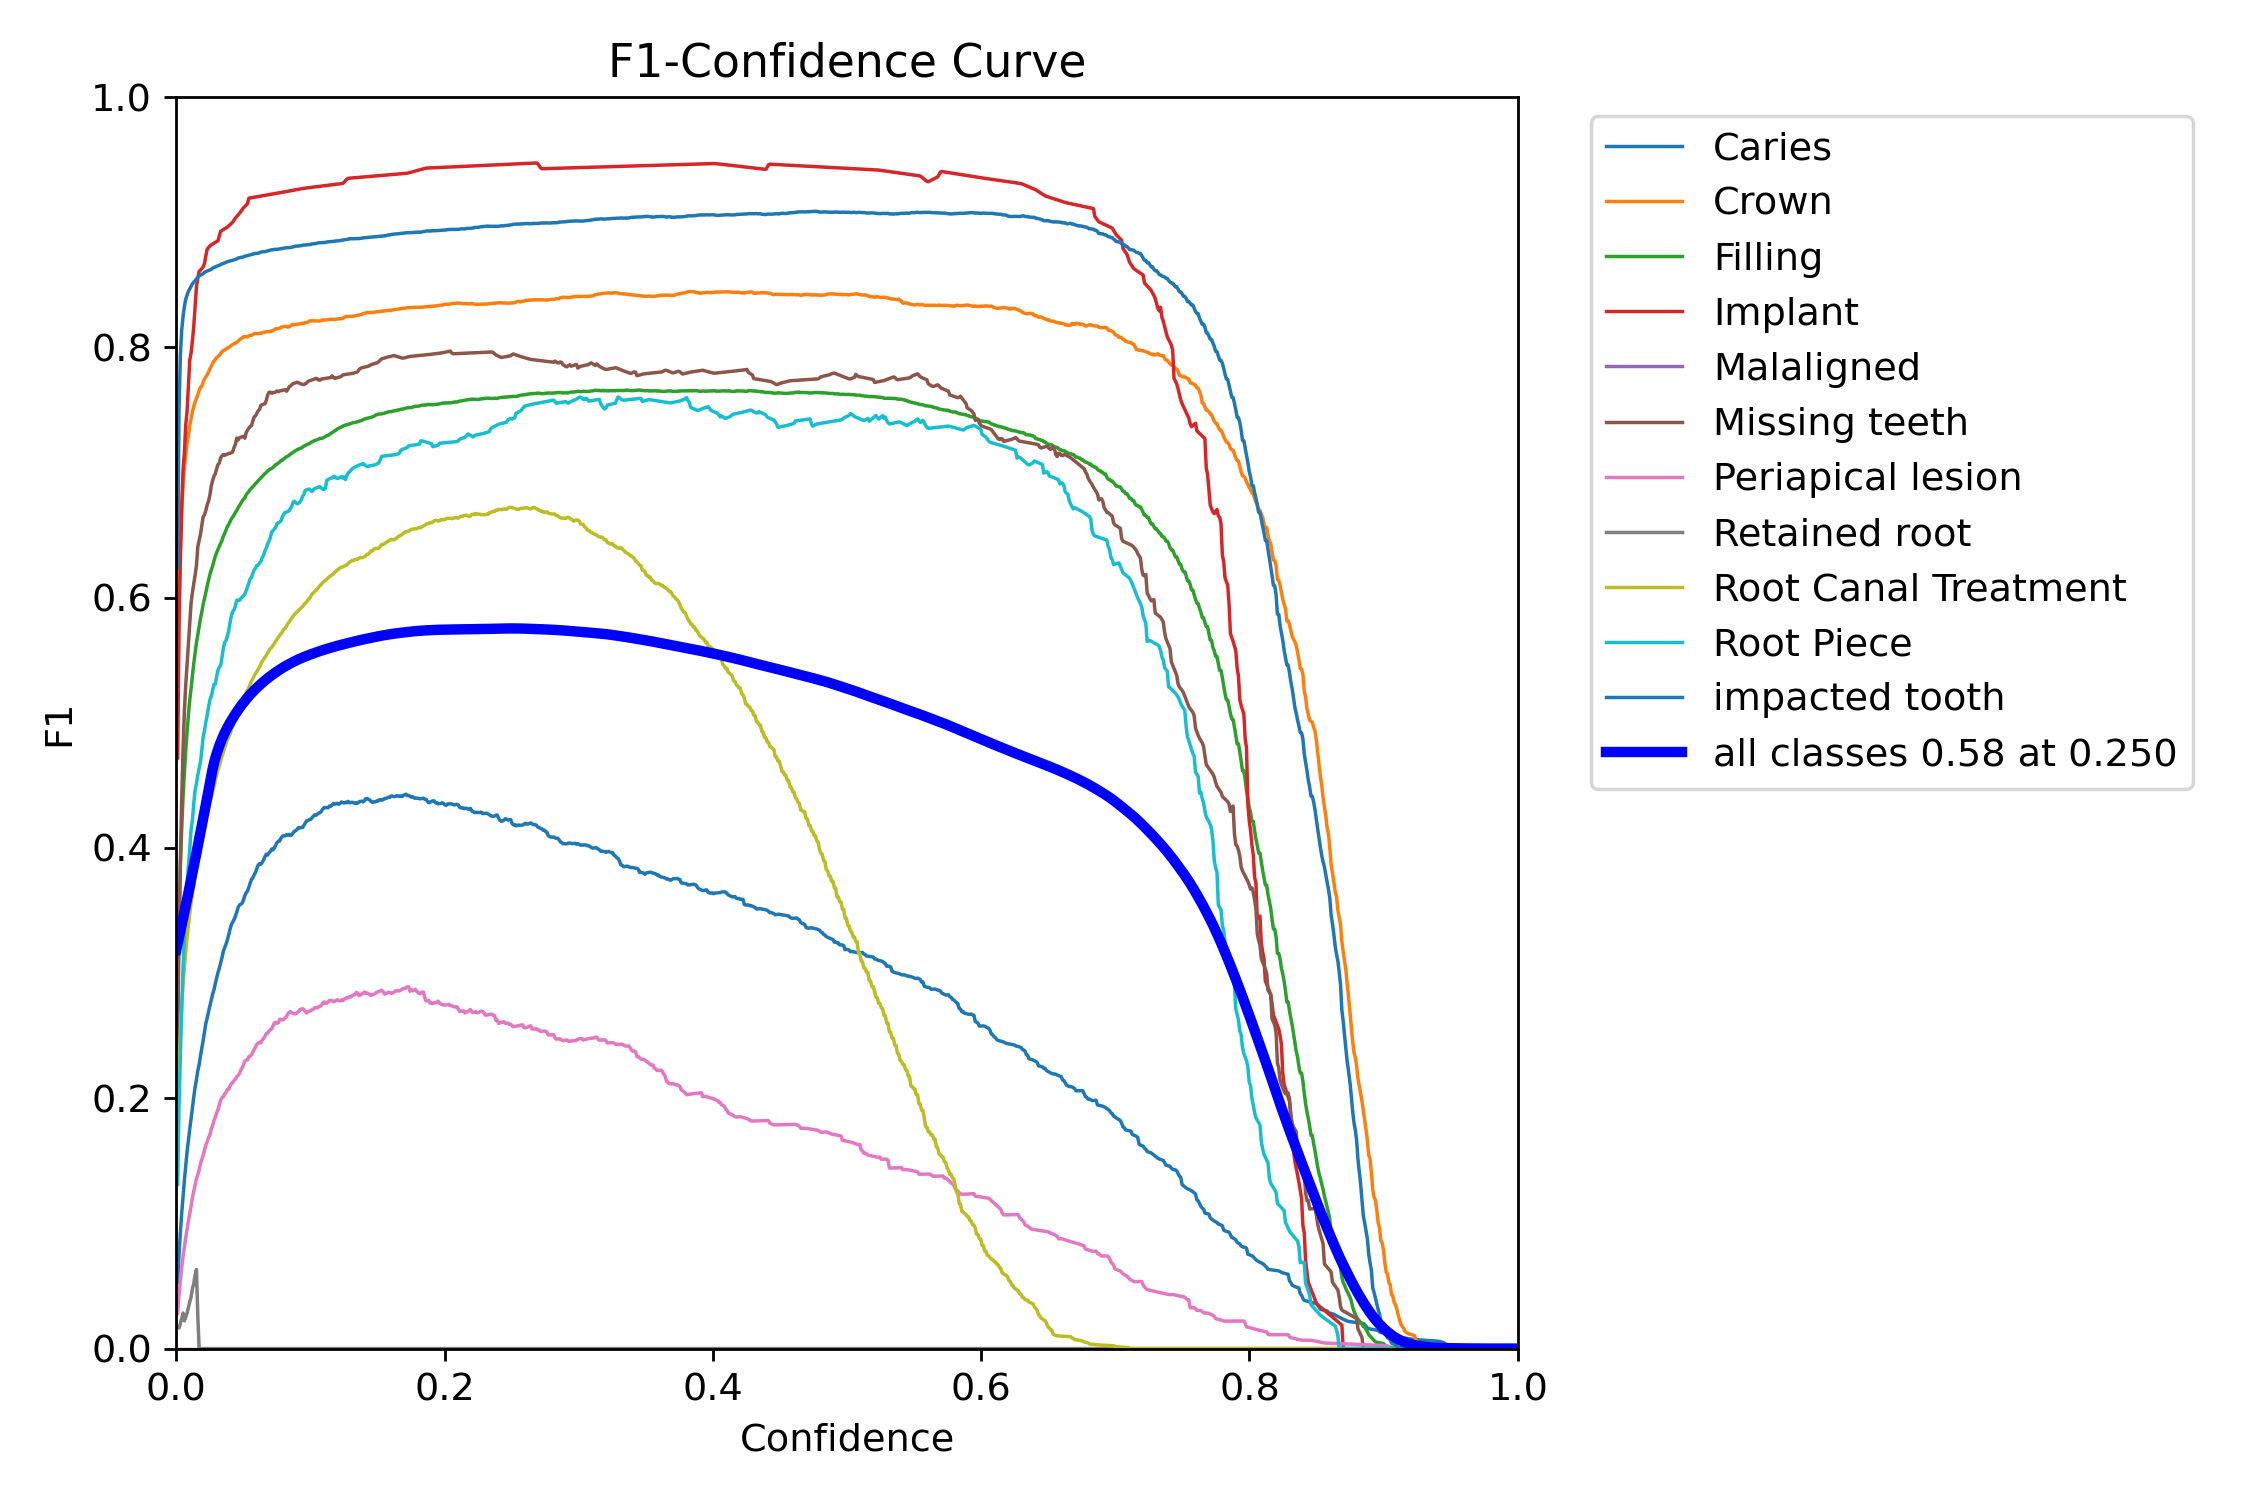 F1-Confidence Curve
1.0
0.8
0.6
0.4
0.2
0.0
F1
0.0 0.2 0.4 0.6 0.8 1.0
Confidence
Caries
Crown
Filling
Implant
Malaligned
Missing teeth
Periapical lesion
Retained root
Root Canal Treatment
Root Piece
impacted tooth
all classes 0.58 at 0.250